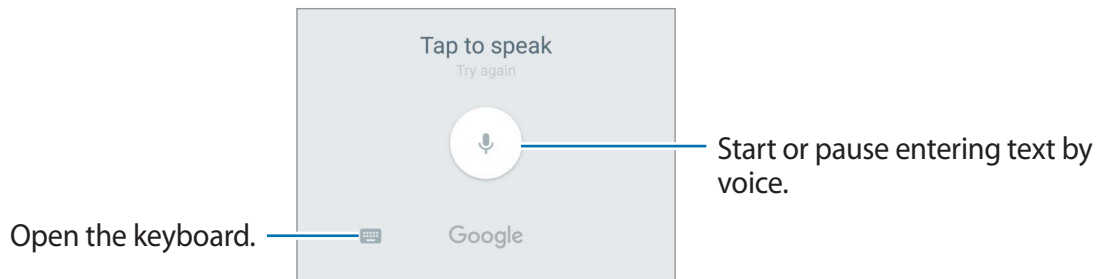 Tap to speak
Try again
Start or pause entering text by
voice.
Open the keyboard.
Google